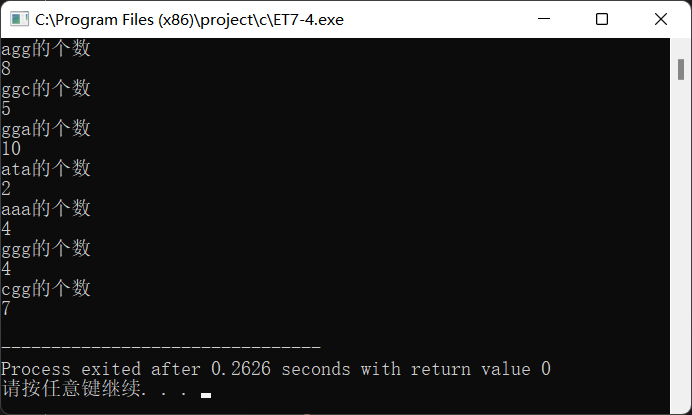 C:\Program Files (x86)\project\c\ET7-4.exe
agg的个数
8
ggc的个数
5
gga的个数
10
ata的个数
2
aaa的个数
4
ggg的个数
4
cgg的个数
7
--------------------------------
Process exited after 0.2626 seconds with return value 0
请按任意键继续. . .